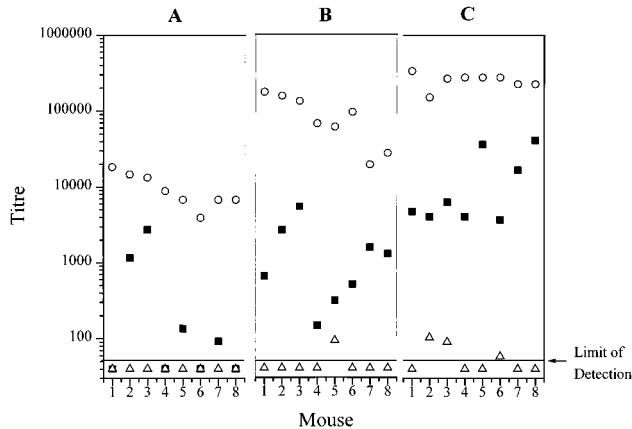 A B C
1000000
100000
10000
1000
100
Titre
Limit of
Detection
1 2 3 4 5 6 7 8 1 2 3 4 5 6 7 8 1 2 3 4 5 6 7 8
Mouse